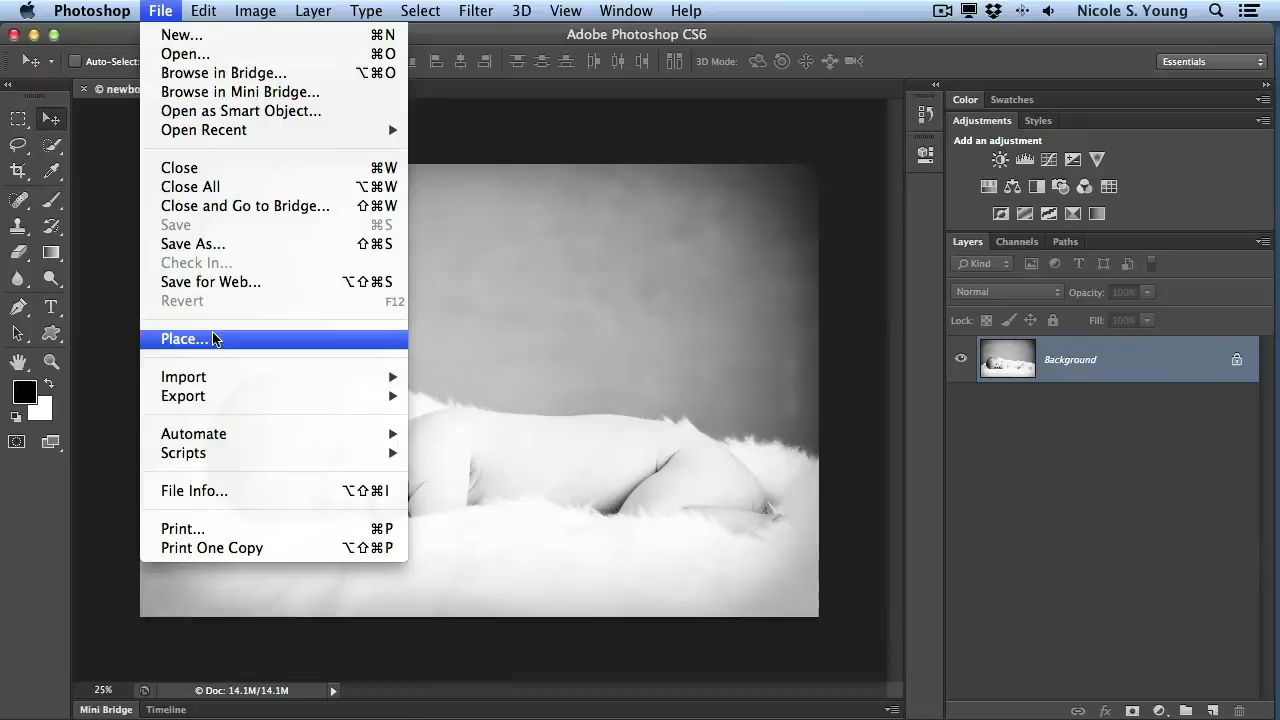 Photoshop File Edit Image Layer Type Select Filter 3D View Window Help Nicole S. Young
Adobe Photoshop CS6
Auto-Select: 3D Mode: Essentials
× © newbo
New... ⌘N
Open... ⌘O
Browse in Bridge... ⌥⌘O
Browse in Mini Bridge...
Open as Smart Object...
Open Recent
Close ⌘W
Close All ⌥⌘W
Close and Go to Bridge... ⇧⌘W
Save ⌘S
Save As... ⇧⌘S
Check In...
Save for Web... ⌥⇧⌘S
Revert F12
Place...
Import
Export
Automate
Scripts
File Info... ⌥⇧⌘I
Print... ⌘P
Print One Copy ⌥⇧⌘P
Color Swatches
Adjustments Styles
Add an adjustment
Layers Channels Paths
Kind
Normal Opacity: 100%
Lock: Fill: 100%
Background
25% © Doc: 14.1M/14.1M
Mini Bridge Timeline